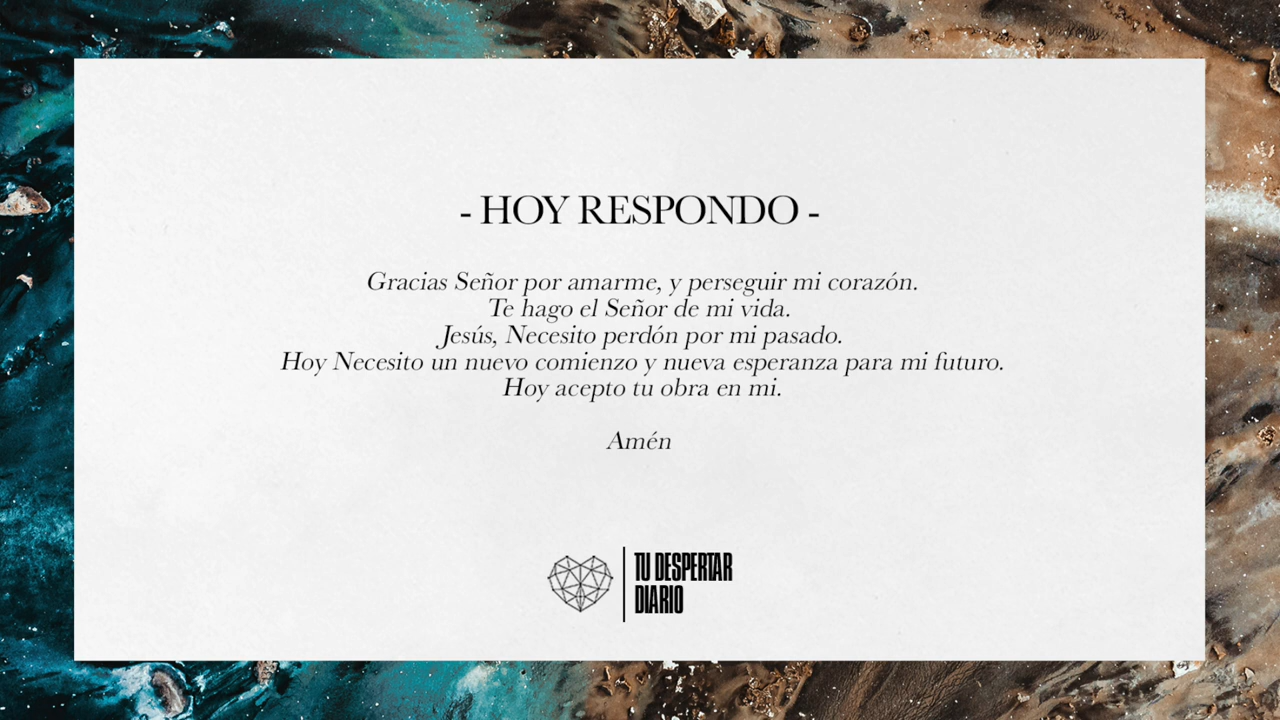 - HOY RESPONDO -
Gracias Señor por amarme, y perseguir mi corazón.
Te hago el Señor de mi vida.
Jesús, Necesito perdón por mi pasado.
Hoy Necesito un nuevo comienzo y nueva esperanza para mi futuro.
Hoy acepto tu obra en mi.
Amén
TU DESPERTAR
DIARIO